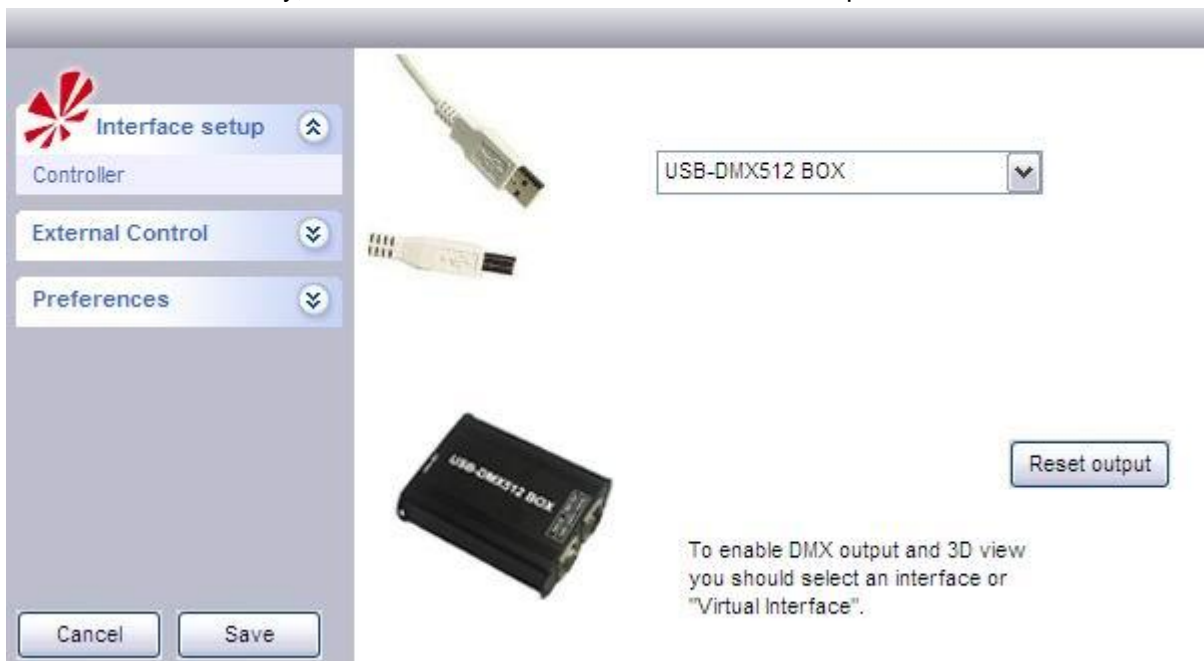 Interface setup
Controller
External Control
Preferences
Cancel
Save
USB-DMX512 BOX
USB-DMX512 BOX
Reset output
To enable DMX output and 3D view
you should select an interface or
"Virtual Interface".